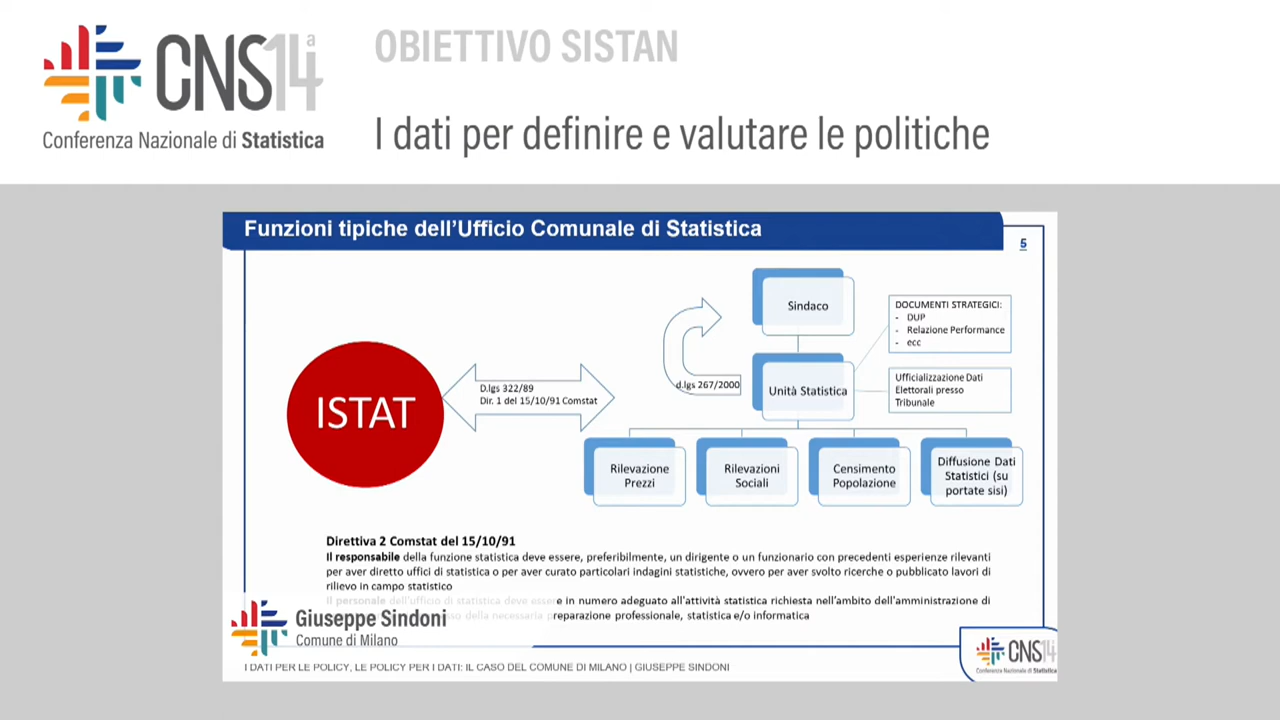 CNS14a
Conferenza Nazionale di Statistica
OBIETTIVO SISTAN
I dati per definire e valutare le politiche
Funzioni tipiche dell'Ufficio Comunale di Statistica
5
Sindaco
DOCUMENTI STRATEGICI:
- DUP
- Relazione Performance
- ecc
ISTAT
D.lgs 322/89
Dir. 1 del 15/10/91 Comstat
d.lgs 267/2000
Unità Statistica
Ufficializzazione Dati
Elettorali presso
Tribunale
Rilevazione
Prezzi
Rilevazioni
Sociali
Censimento
Popolazione
Diffusione Dati
Statistici (su
portate sisi)
Direttiva 2 Comstat del 15/10/91
Il responsabile della funzione statistica deve essere, preferibilmente, un dirigente o un funzionario con precedenti esperienze rilevanti
per aver diretto uffici di statistica o per aver curato particolari indagini statistiche, ovvero per aver svolto ricerche o pubblicato lavori di
rilievo in campo statistico
Il personale dell'ufficio di statistica deve essere in numero adeguato all'attività statistica richiesta nell'ambito dell'amministrazione di
della necessaria preparazione professionale, statistica e/o informatica
Giuseppe Sindoni
Comune di Milano
I DATI PER LE POLICY, LE POLICY PER I DATI: IL CASO DEL COMUNE DI MILANO | GIUSEPPE SINDONI
CNS14
Conferenza Nazionale di Statistica